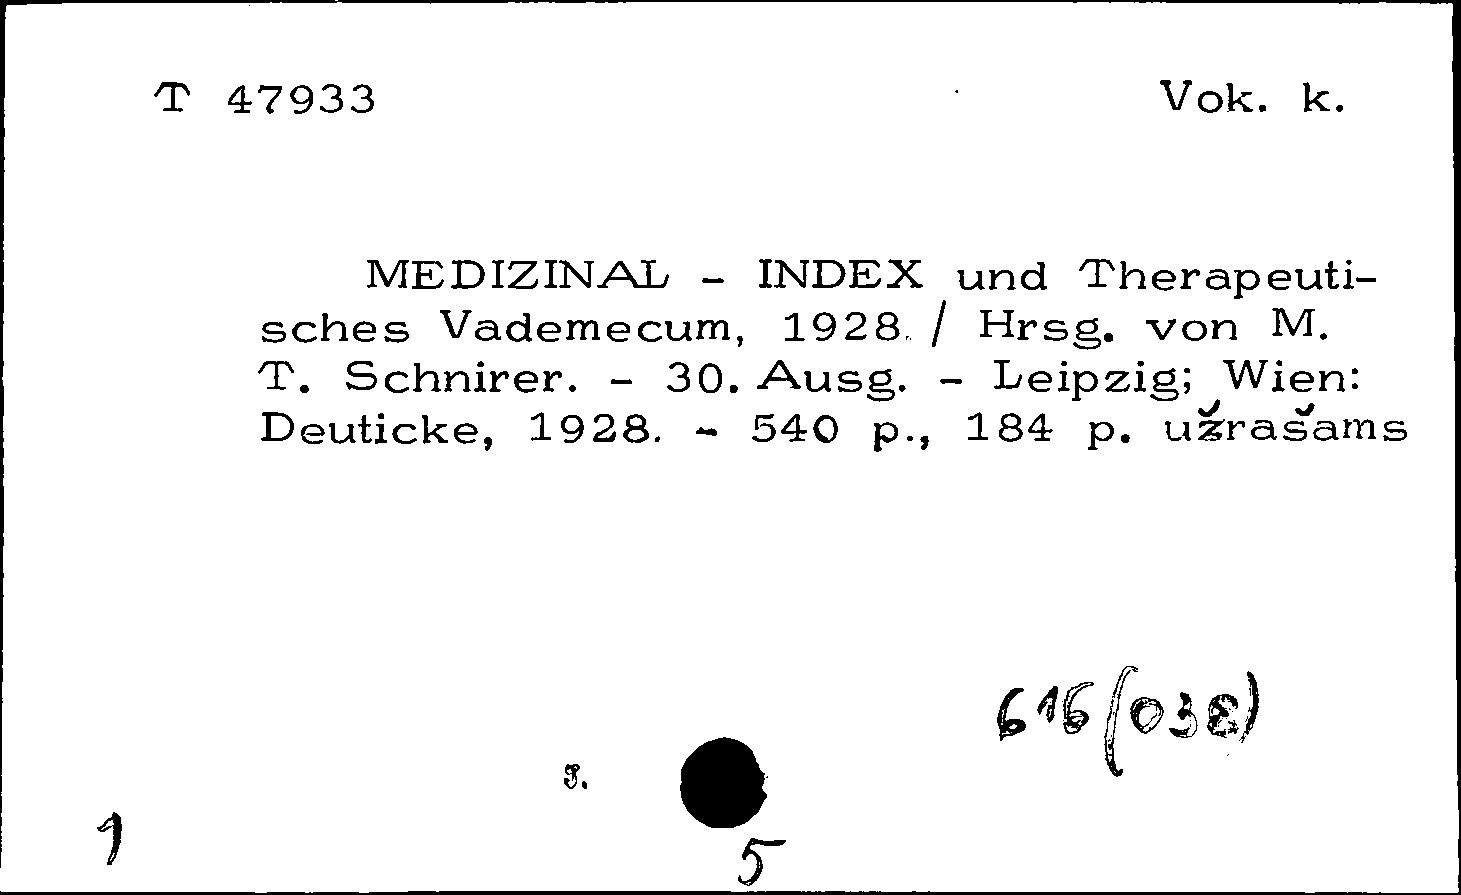 T 47933 Vok. k.
MEDIZINAL - INDEX und Therapeuti-
sches Vademecum, 1928. / Hrsg. von M.
T. Schnirer. - 30. Ausg. - Leipzig; Wien:
Deuticke, 1928. - 540 p., 184 p. užrašams
616(038)
1
5